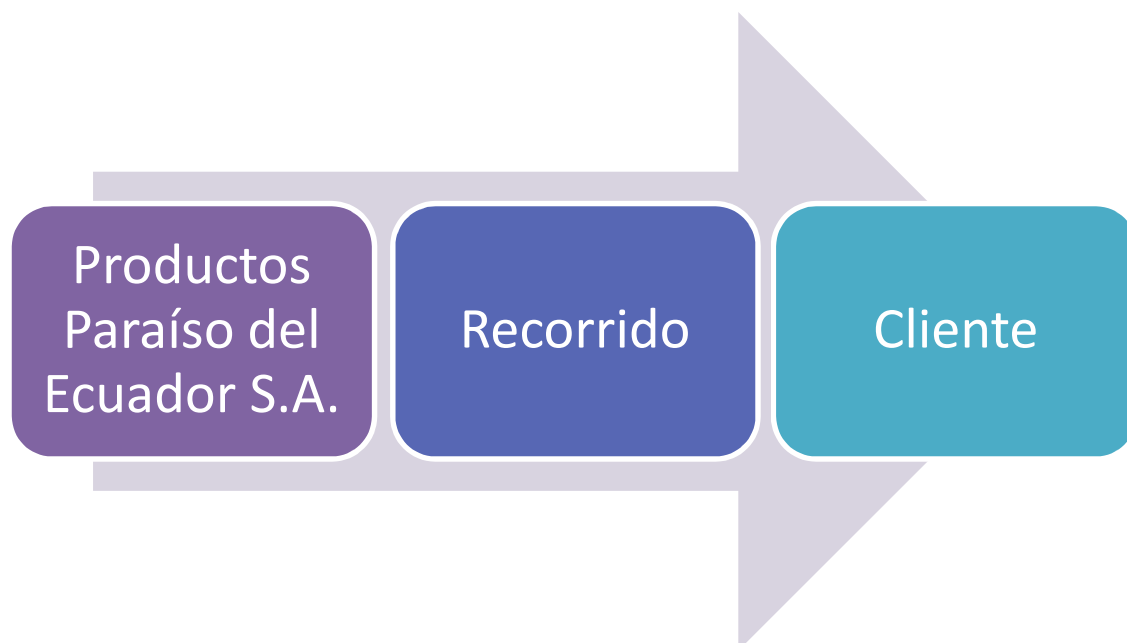 Productos
Paraíso del
Ecuador S.A.
Recorrido
Cliente